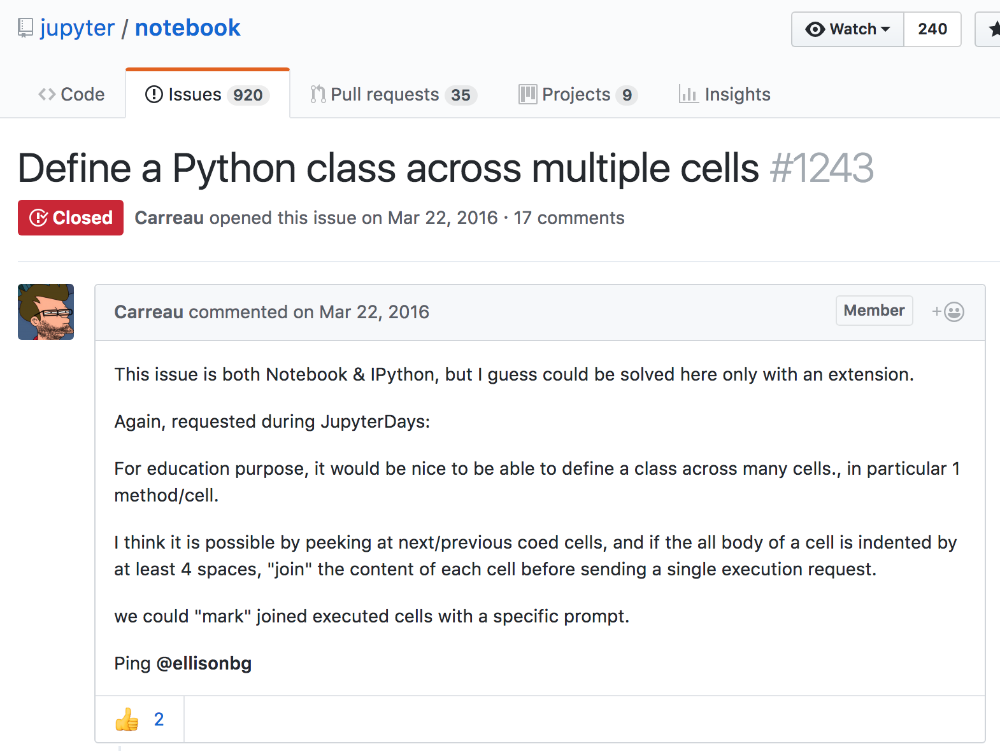 jupyter / notebook
Watch 240
Code Issues 920 Pull requests 35 Projects 9 Insights
Define a Python class across multiple cells #1243
Closed Carreau opened this issue on Mar 22, 2016 · 17 comments
Carreau commented on Mar 22, 2016 Member +
This issue is both Notebook & IPython, but I guess could be solved here only with an extension.
Again, requested during JupyterDays:
For education purpose, it would be nice to be able to define a class across many cells., in particular 1
method/cell.
I think it is possible by peeking at next/previous coed cells, and if the all body of a cell is indented by
at least 4 spaces, "join" the content of each cell before sending a single execution request.
we could "mark" joined executed cells with a specific prompt.
Ping @ellisonbg
2